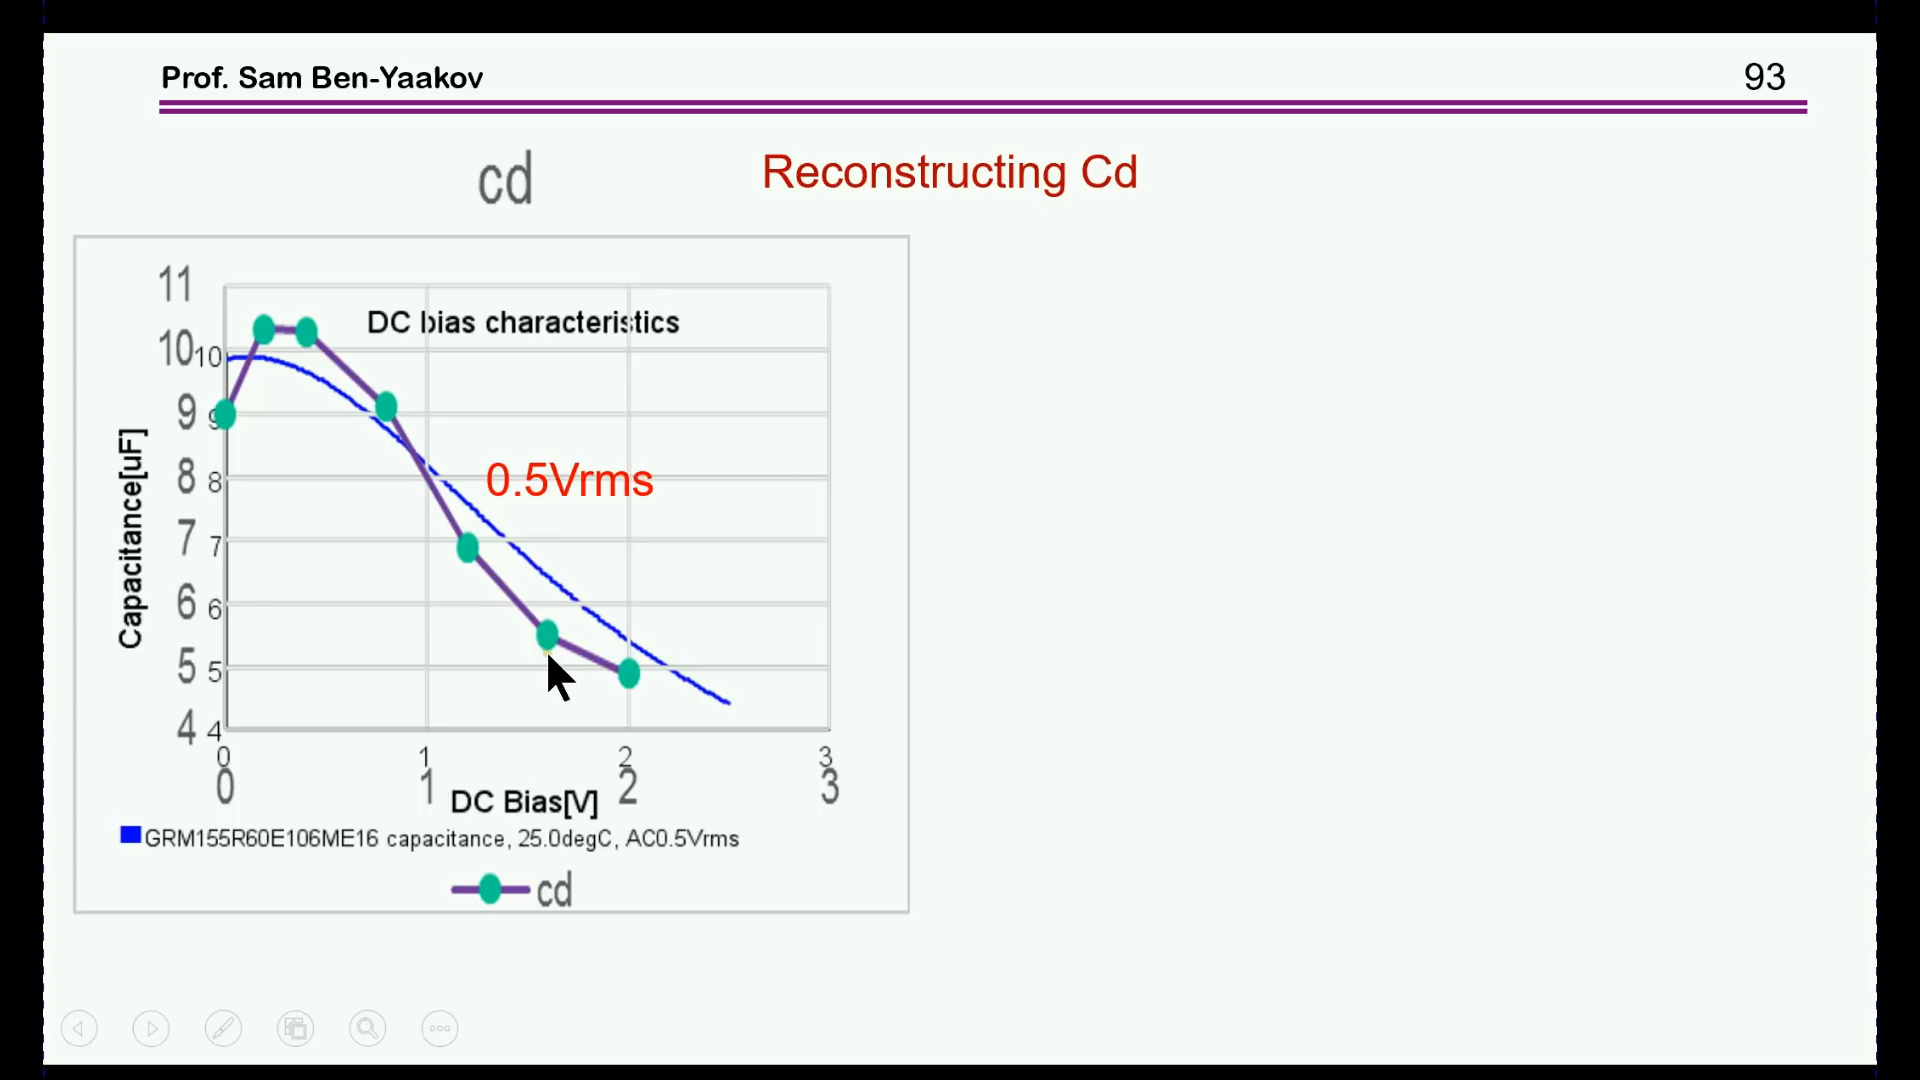 Prof. Sam Ben-Yaakov
93
cd
Reconstructing Cd
11
DC bias characteristics
10 10
9 9
8 8
0.5Vrms
7 7
6 6
5 5
4 4
Capacitance[uF]
0 1 2 3
0 1 2 3
DC Bias[V]
GRM155R60E106ME16 capacitance, 25.0degC, AC0.5Vrms
cd